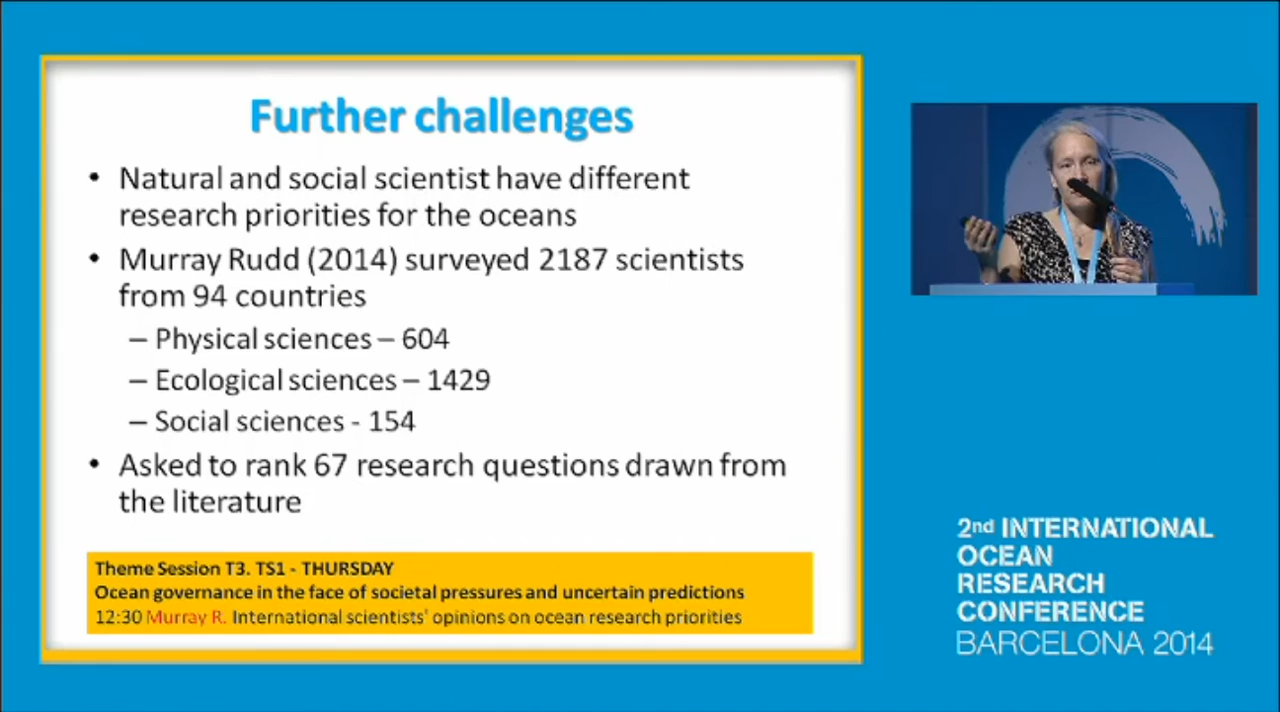 Further challenges
• Natural and social scientist have different
research priorities for the oceans
• Murray Rudd (2014) surveyed 2187 scientists
from 94 countries
– Physical sciences – 604
– Ecological sciences – 1429
– Social sciences - 154
• Asked to rank 67 research questions drawn from
the literature
Theme Session T3. TS1 - THURSDAY
Ocean governance in the face of societal pressures and uncertain predictions
12:30 Murray R. International scientists' opinions on ocean research priorities
2nd INTERNATIONAL
OCEAN
RESEARCH
CONFERENCE
BARCELONA 2014